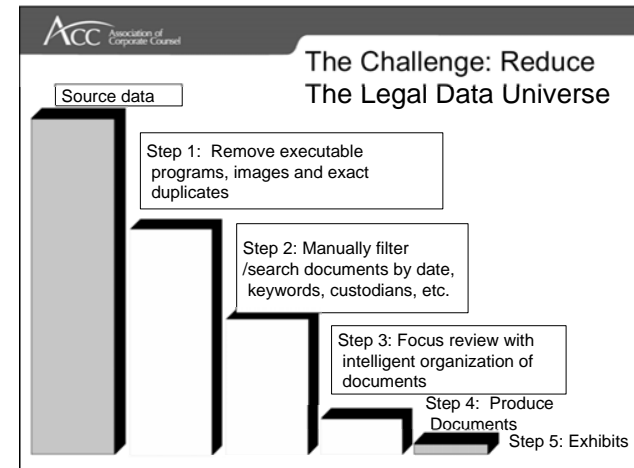 ACC Association of
Corporate Counsel
The Challenge: Reduce
The Legal Data Universe
Source data
Step 1: Remove executable
programs, images and exact
duplicates
Step 2: Manually filter
/search documents by date,
keywords, custodians, etc.
Step 3: Focus review with
intelligent organization of
documents
Step 4: Produce
Documents
Step 5: Exhibits